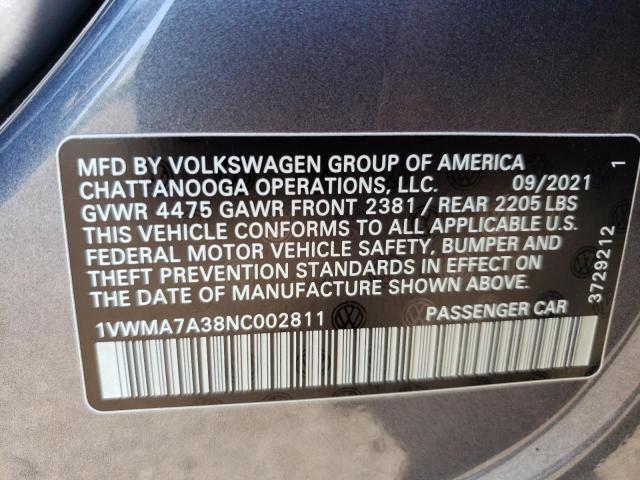 MFD BY VOLKSWAGEN GROUP OF AMERICA
CHATTANOOGA OPERATIONS, LLC. 09/2021
GVWR 4475 GAWR FRONT 2381 / REAR 2205 LBS
THIS VEHICLE CONFORMS TO ALL APPLICABLE U.S.
FEDERAL MOTOR VEHICLE SAFETY, BUMPER AND
THEFT PREVENTION STANDARDS IN EFFECT ON
THE DATE OF MANUFACTURE SHOWN ABOVE.
1VWMA7A38NC002811 PASSENGER CAR
3729212 1